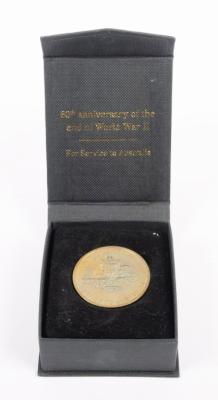 60th anniversary of the
end of World War II
For Service to Australia